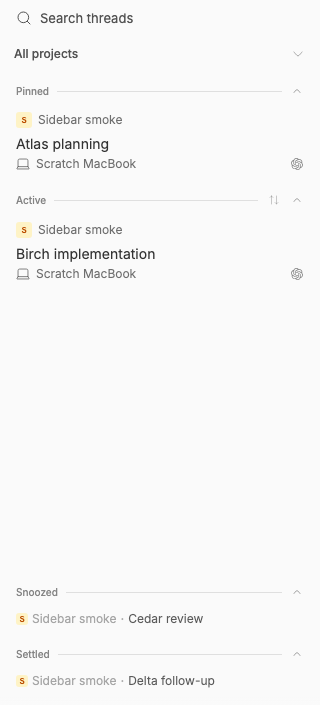 Search threads
All projects
Pinned
S Sidebar smoke
Atlas planning
Scratch MacBook
Active
S Sidebar smoke
Birch implementation
Scratch MacBook
Snoozed
S Sidebar smoke · Cedar review
Settled
S Sidebar smoke · Delta follow-up